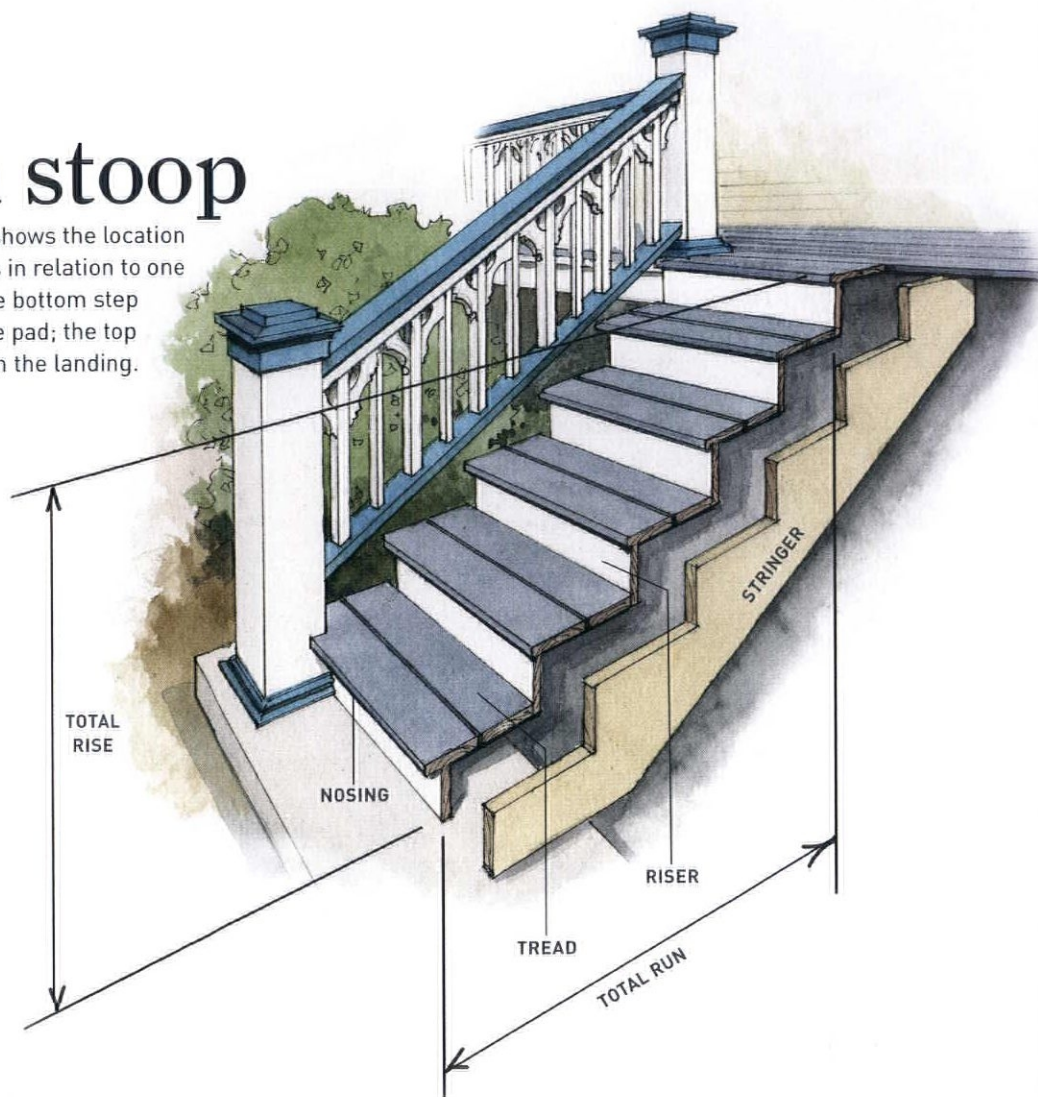 stoop
shows the location
in relation to one
bottom step
pad; the top
the landing.
TOTAL
RISE
NOSING
STRINGER
RISER
TREAD
TOTAL RUN